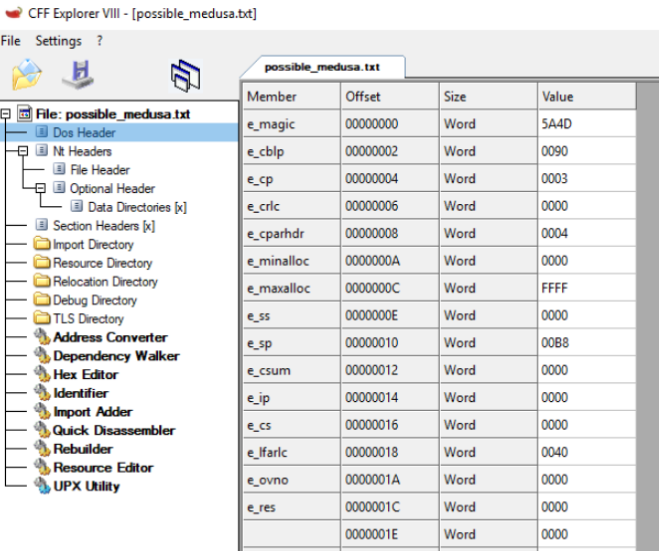 CFF Explorer VIII - [possible_medusa.txt]
File Settings ?
possible_medusa.txt
File: possible_medusa.txt
Dos Header
Nt Headers
File Header
Optional Header
Data Directories [x]
Section Headers [x]
Import Directory
Resource Directory
Relocation Directory
Debug Directory
TLS Directory
Address Converter
Dependency Walker
Hex Editor
Identifier
Import Adder
Quick Disassembler
Rebuilder
Resource Editor
UPX Utility
Member Offset Size Value
e_magic 00000000 Word 5A4D
e_cblp 00000002 Word 0090
e_cp 00000004 Word 0003
e_crlc 00000006 Word 0000
e_cparhdr 00000008 Word 0004
e_minalloc 0000000A Word 0000
e_maxalloc 0000000C Word FFFF
e_ss 0000000E Word 0000
e_sp 00000010 Word 00B8
e_csum 00000012 Word 0000
e_ip 00000014 Word 0000
e_cs 00000016 Word 0000
e_lfarlc 00000018 Word 0040
e_ovno 0000001A Word 0000
e_res 0000001C Word 0000
0000001E Word 0000